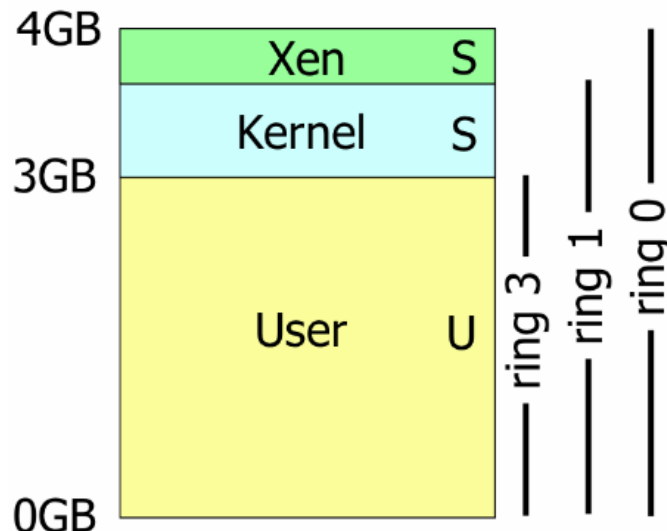 4GB
Xen S
Kernel S
3GB
User U
ring 3
ring 1
ring 0
0GB